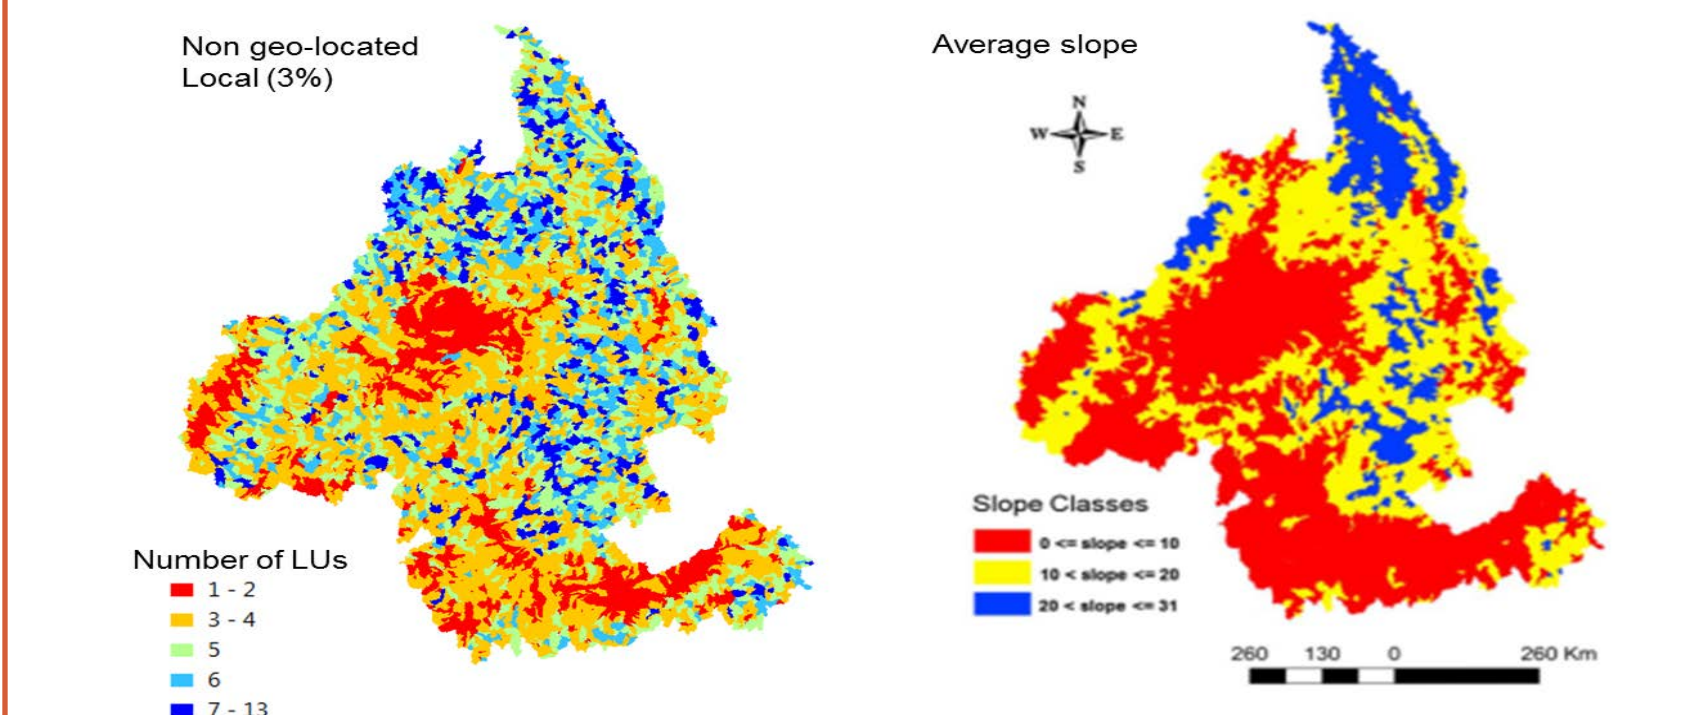 Non geo-located
Local (3%)
Number of LUs
1 - 2
3 - 4
5
6
7 - 13
Average slope
N
W E
S
Slope Classes
0 <= slope <= 10
10 < slope <= 20
20 < slope <= 31
260 130 0 260 Km